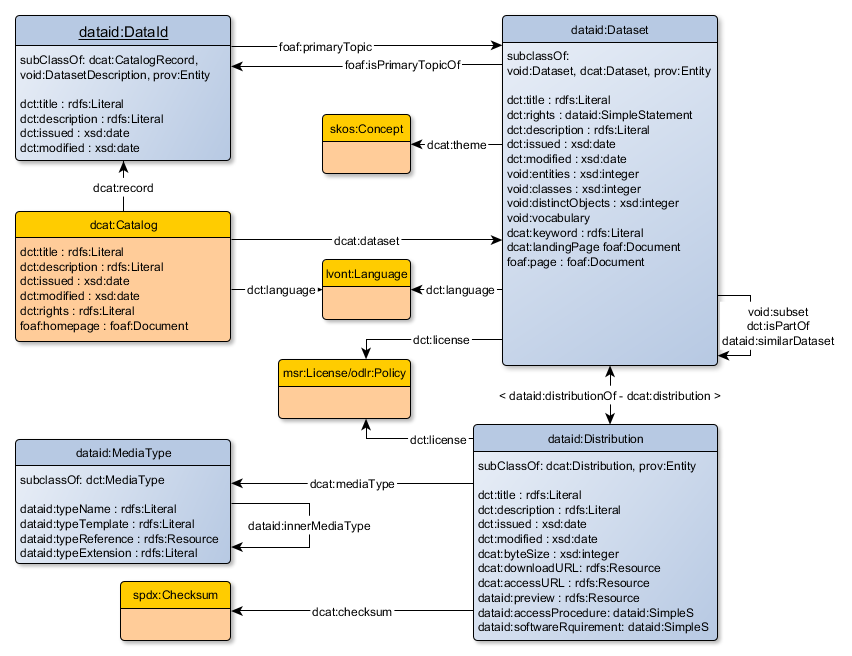 dataid:DataId
subClassOf: dcat:CatalogRecord,
void:DatasetDescription, prov:Entity
dct:title : rdfs:Literal
dct:description : rdfs:Literal
dct:issued : xsd:date
dct:modified : xsd:date
foaf:primaryTopic
foaf:isPrimaryTopicOf
dataid:Dataset
subclassOf:
void:Dataset, dcat:Dataset, prov:Entity
dct:title : rdfs:Literal
dct:rights : dataid:SimpleStatement
dct:description : rdfs:Literal
dct:issued : xsd:date
dct:modified : xsd:date
void:entities : xsd:integer
void:classes : xsd:integer
void:distinctObjects : xsd:integer
void:vocabulary
dcat:keyword : rdfs:Literal
dcat:landingPage foaf:Document
foaf:page : foaf:Document
skos:Concept
dcat:theme
dcat:record
dcat:Catalog
dct:title : rdfs:Literal
dct:description : rdfs:Literal
dct:issued : xsd:date
dct:modified : xsd:date
dct:rights : rdfs:Literal
foaf:homepage : foaf:Document
dcat:dataset
dct:language
lvont:Language
dct:language
void:subset
dct:isPartOf
dataid:similarDataset
dct:license
msr:License/odlr:Policy
dct:license
< dataid:distributionOf - dcat:distribution >
dataid:MediaType
subclassOf: dct:MediaType
dataid:typeName : rdfs:Literal
dataid:typeTemplate : rdfs:Literal
dataid:typeReference : rdfs:Resource
dataid:typeExtension : rdfs:Literal
dcat:mediaType
dataid:innerMediaType
dataid:Distribution
subClassOf: dcat:Distribution, prov:Entity
dct:title : rdfs:Literal
dct:description : rdfs:Literal
dct:issued : xsd:date
dct:modified : xsd:date
dcat:byteSize : xsd:integer
dcat:downloadURL: rdfs:Resource
dcat:accessURL : rdfs:Resource
dataid:preview : rdfs:Resource
dataid:accessProcedure: dataid:SimpleS
dataid:softwareRquirement: dataid:SimpleS
spdx:Checksum
dcat:checksum